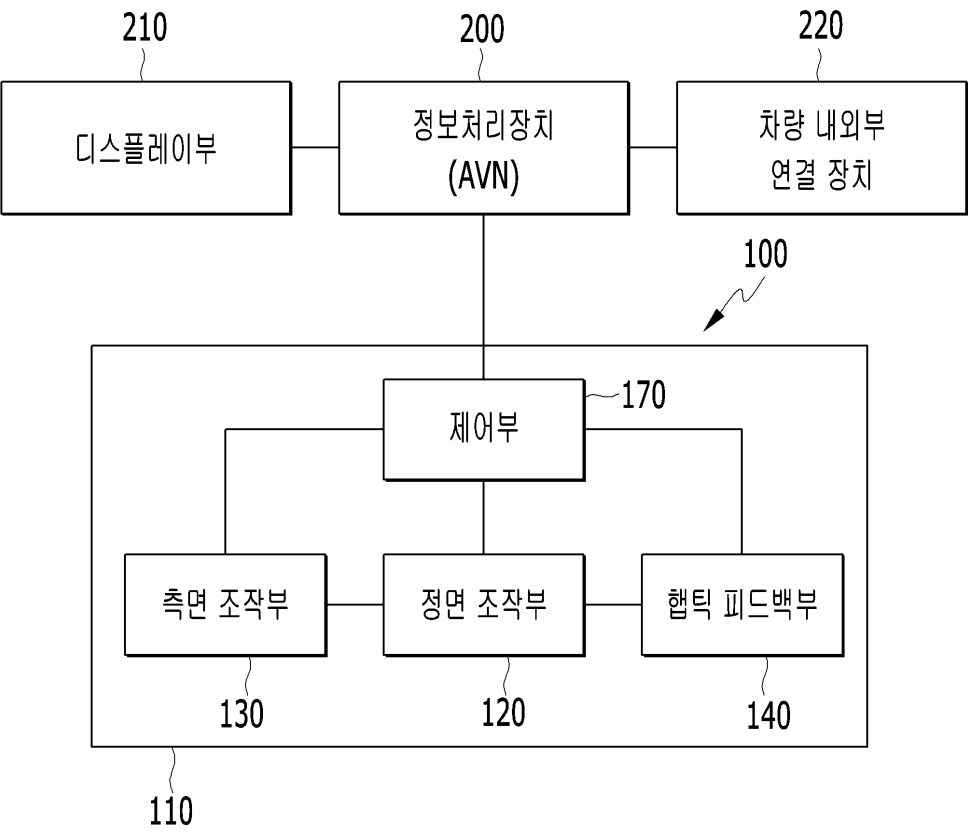 210
200
220
디스플레이부
정보처리장치
(AVN)
차량 내외부
연결 장치
100
170
제어부
측면 조작부
정면 조작부
햅틱 피드백부
130
120
140
110